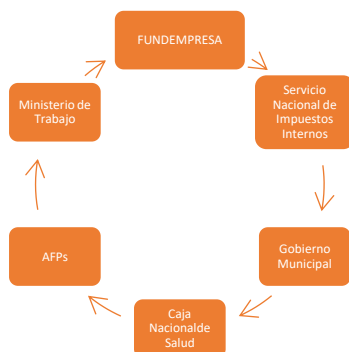 FUNDEMPRESA
Servicio
Nacional de
Impuestos
Internos
Gobierno
Municipal
Caja
Nacionalde
Salud
AFPs
Ministerio de
Trabajo